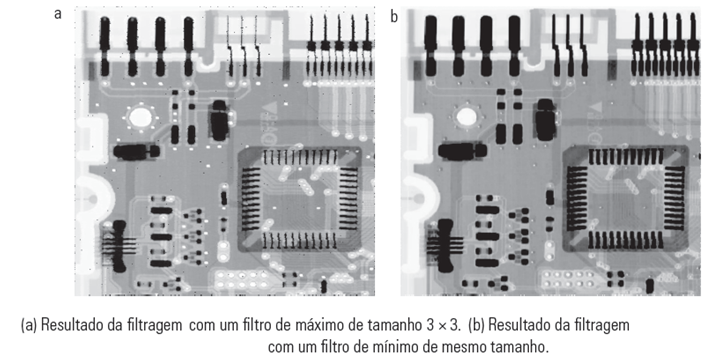 a
b
(a) Resultado da filtragem com um filtro de máximo de tamanho 3 × 3. (b) Resultado da filtragem
com um filtro de mínimo de mesmo tamanho.